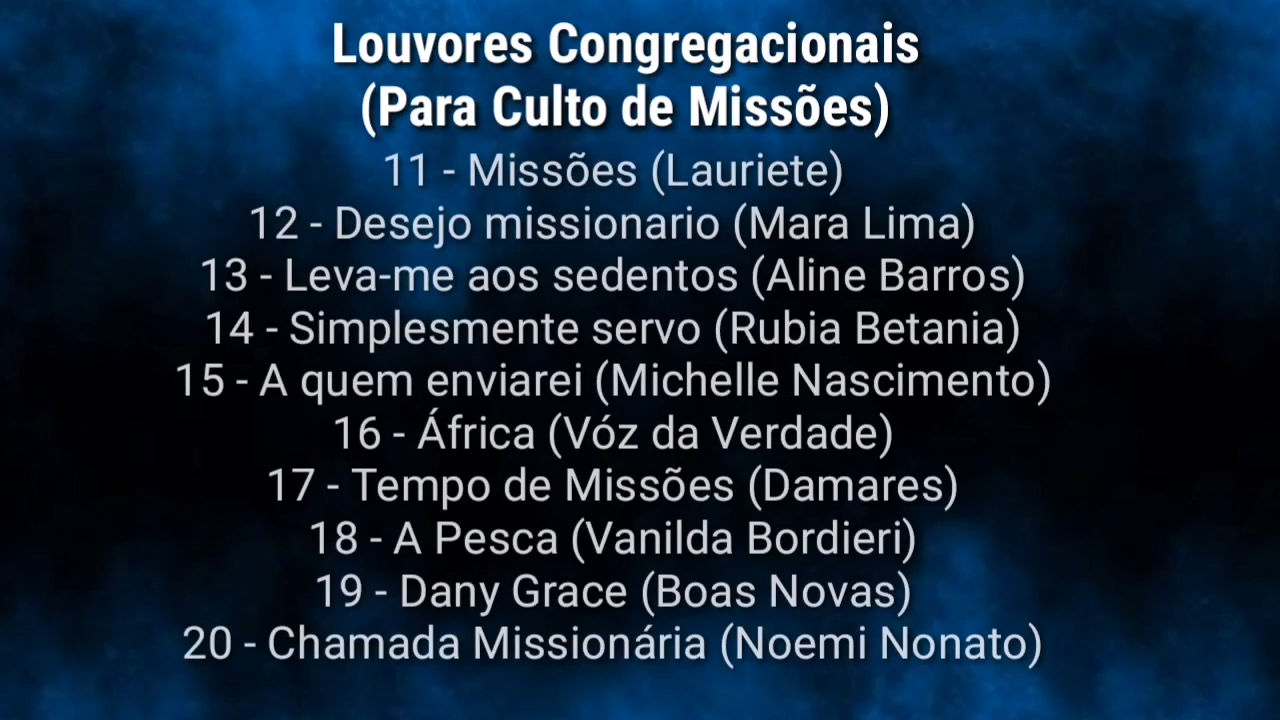 Louvores Congregacionais
(Para Culto de Missões)
11 - Missões (Lauriete)
12 - Desejo missionario (Mara Lima)
13 - Leva-me aos sedentos (Aline Barros)
14 - Simplesmente servo (Rubia Betania)
15 - A quem enviarei (Michelle Nascimento)
16 - África (Vóz da Verdade)
17 - Tempo de Missões (Damares)
18 - A Pesca (Vanilda Bordieri)
19 - Dany Grace (Boas Novas)
20 - Chamada Missionária (Noemi Nonato)